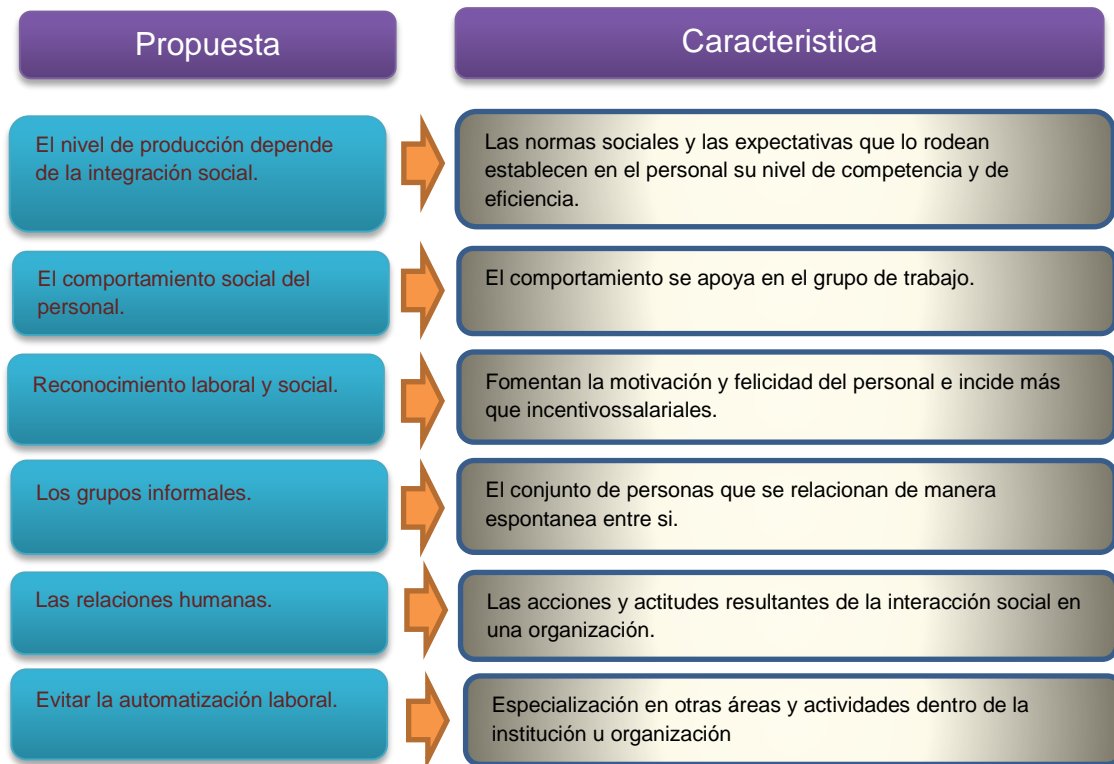 Propuesta
Caracteristica
El nivel de producción depende
de la integración social.
Las normas sociales y las expectativas que lo rodean
establecen en el personal su nivel de competencia y de
eficiencia.
El comportamiento social del
personal.
El comportamiento se apoya en el grupo de trabajo.
Reconocimiento laboral y social.
Fomentan la motivación y felicidad del personal e incide más
que incentivossalariales.
Los grupos informales.
El conjunto de personas que se relacionan de manera
espontanea entre si.
Las relaciones humanas.
Las acciones y actitudes resultantes de la interacción social en
una organización.
Evitar la automatización laboral.
Especialización en otras áreas y actividades dentro de la
institución u organización